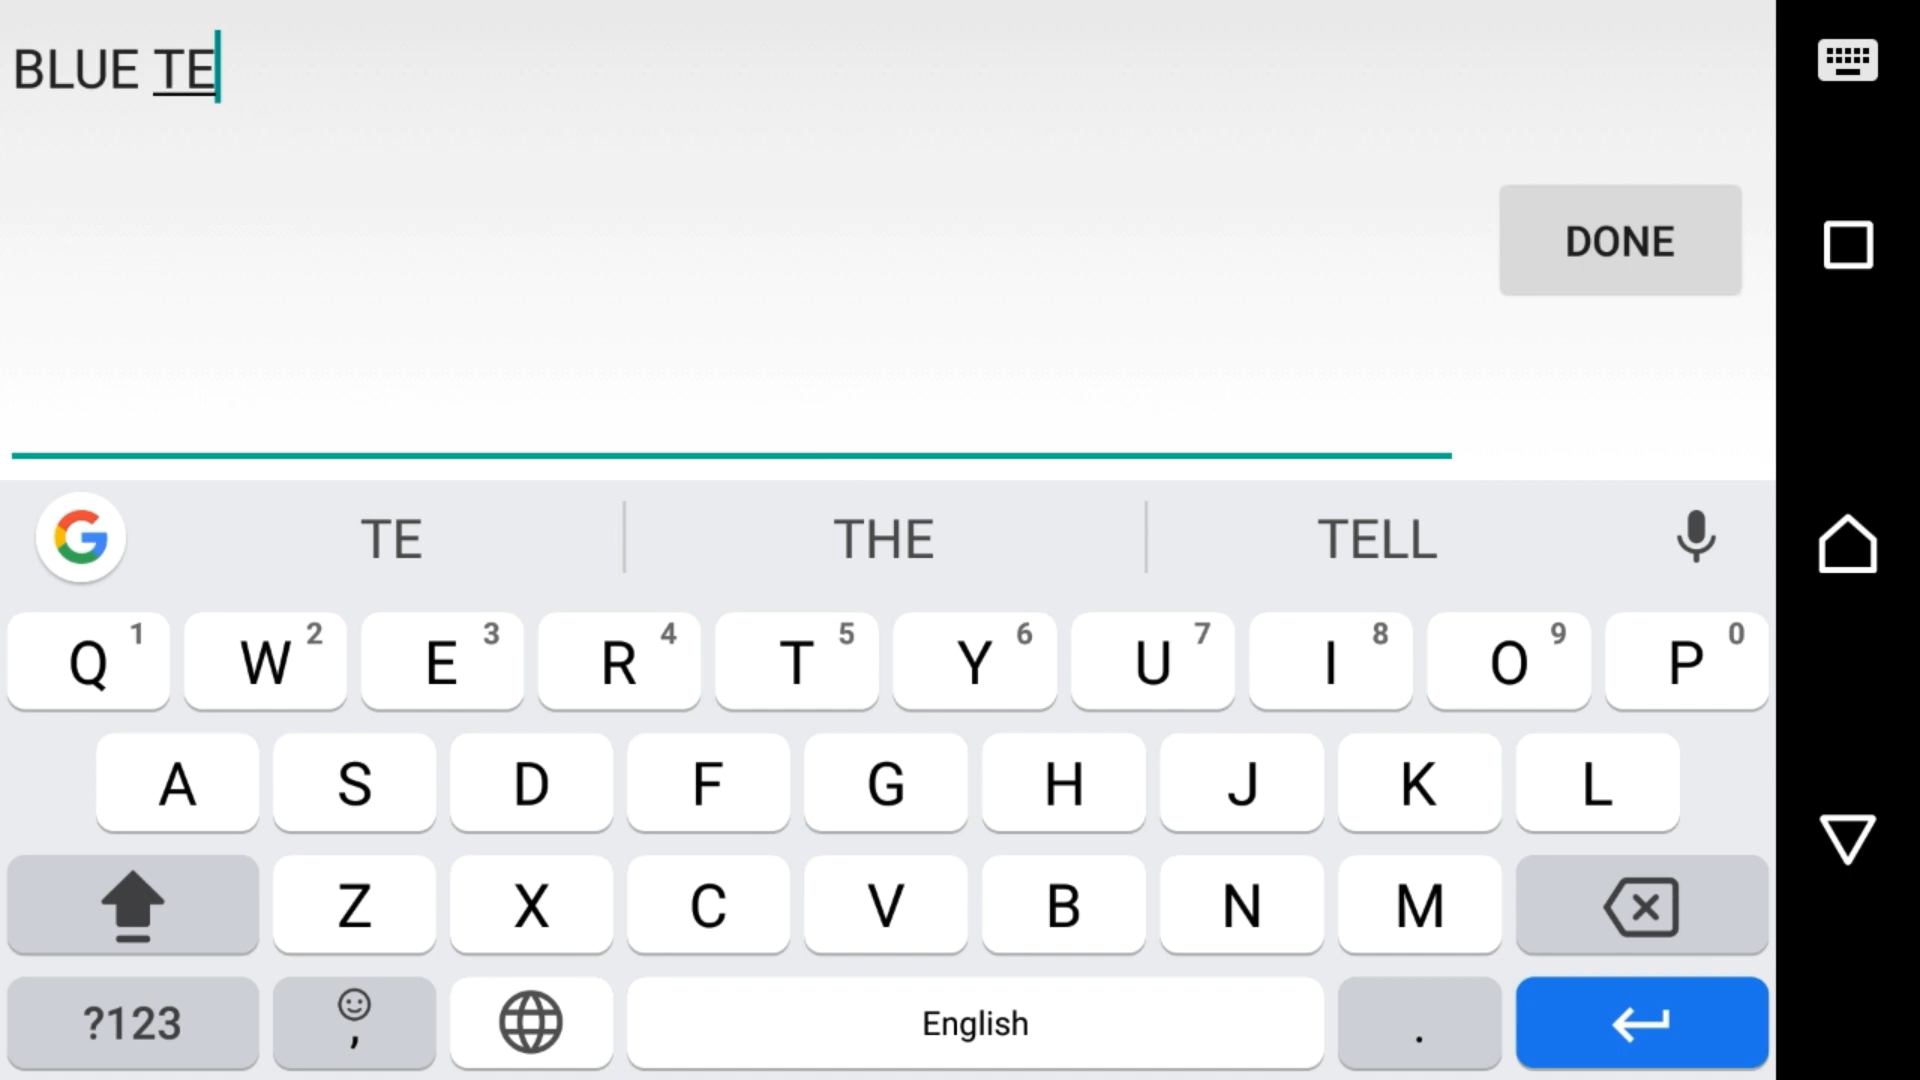 BLUE TE
DONE
TE THE TELL
Q 1 W 2 E 3 R 4 T 5 Y 6 U 7 I 8 O 9 P 0
A S D F G H J K L
Z X C V B N M
?123 , English .